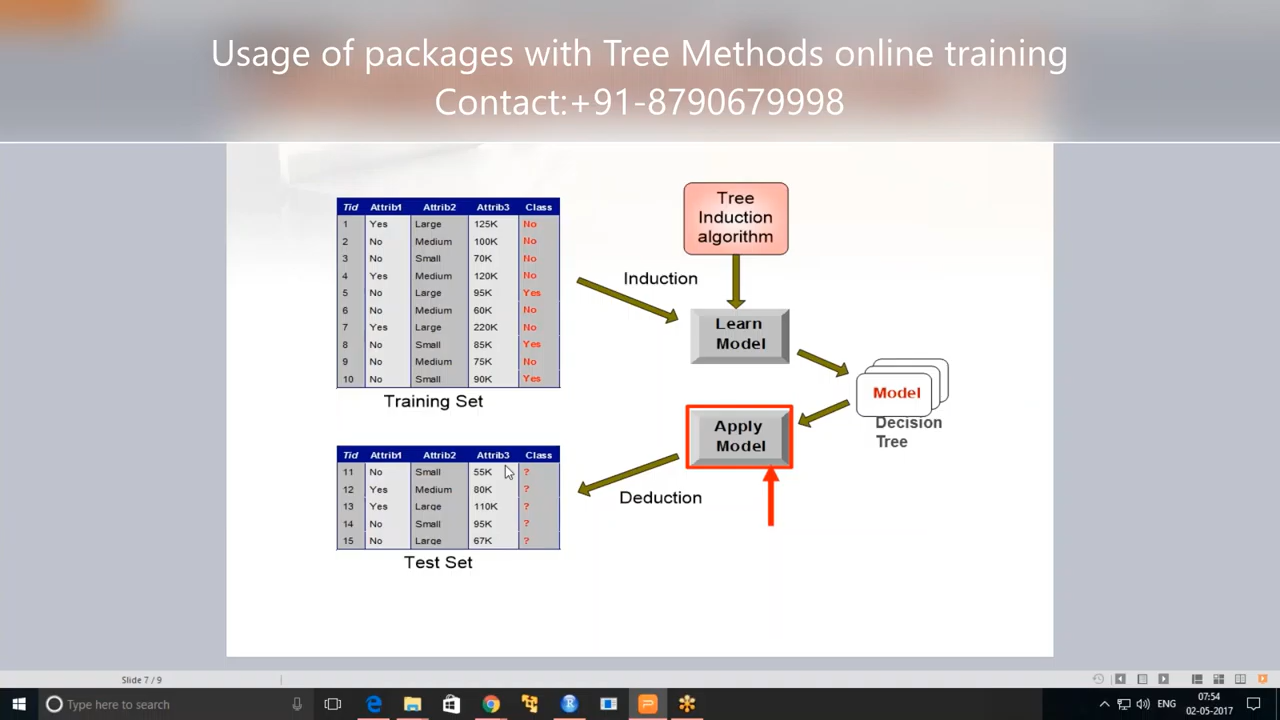 Usage of packages with Tree Methods online training
Contact:+91-8790679998
Tree
Induction
algorithm
Tid Attrib1 Attrib2 Attrib3 Class
1 Yes Large 125K No
2 No Medium 100K No
3 No Small 70K No
4 Yes Medium 120K No
5 No Large 95K Yes
6 No Medium 60K No
7 Yes Large 220K No
8 No Small 85K Yes
9 No Medium 75K No
10 No Small 90K Yes
Training Set
Induction
Learn
Model
Model
Decision
Tree
Apply
Model
Deduction
Tid Attrib1 Attrib2 Attrib3 Class
11 No Small 55K ?
12 Yes Medium 80K ?
13 Yes Large 110K ?
14 No Small 95K ?
15 No Large 67K ?
Test Set
Slide 7 / 9
Type here to search
ENG
07:54
02-05-2017